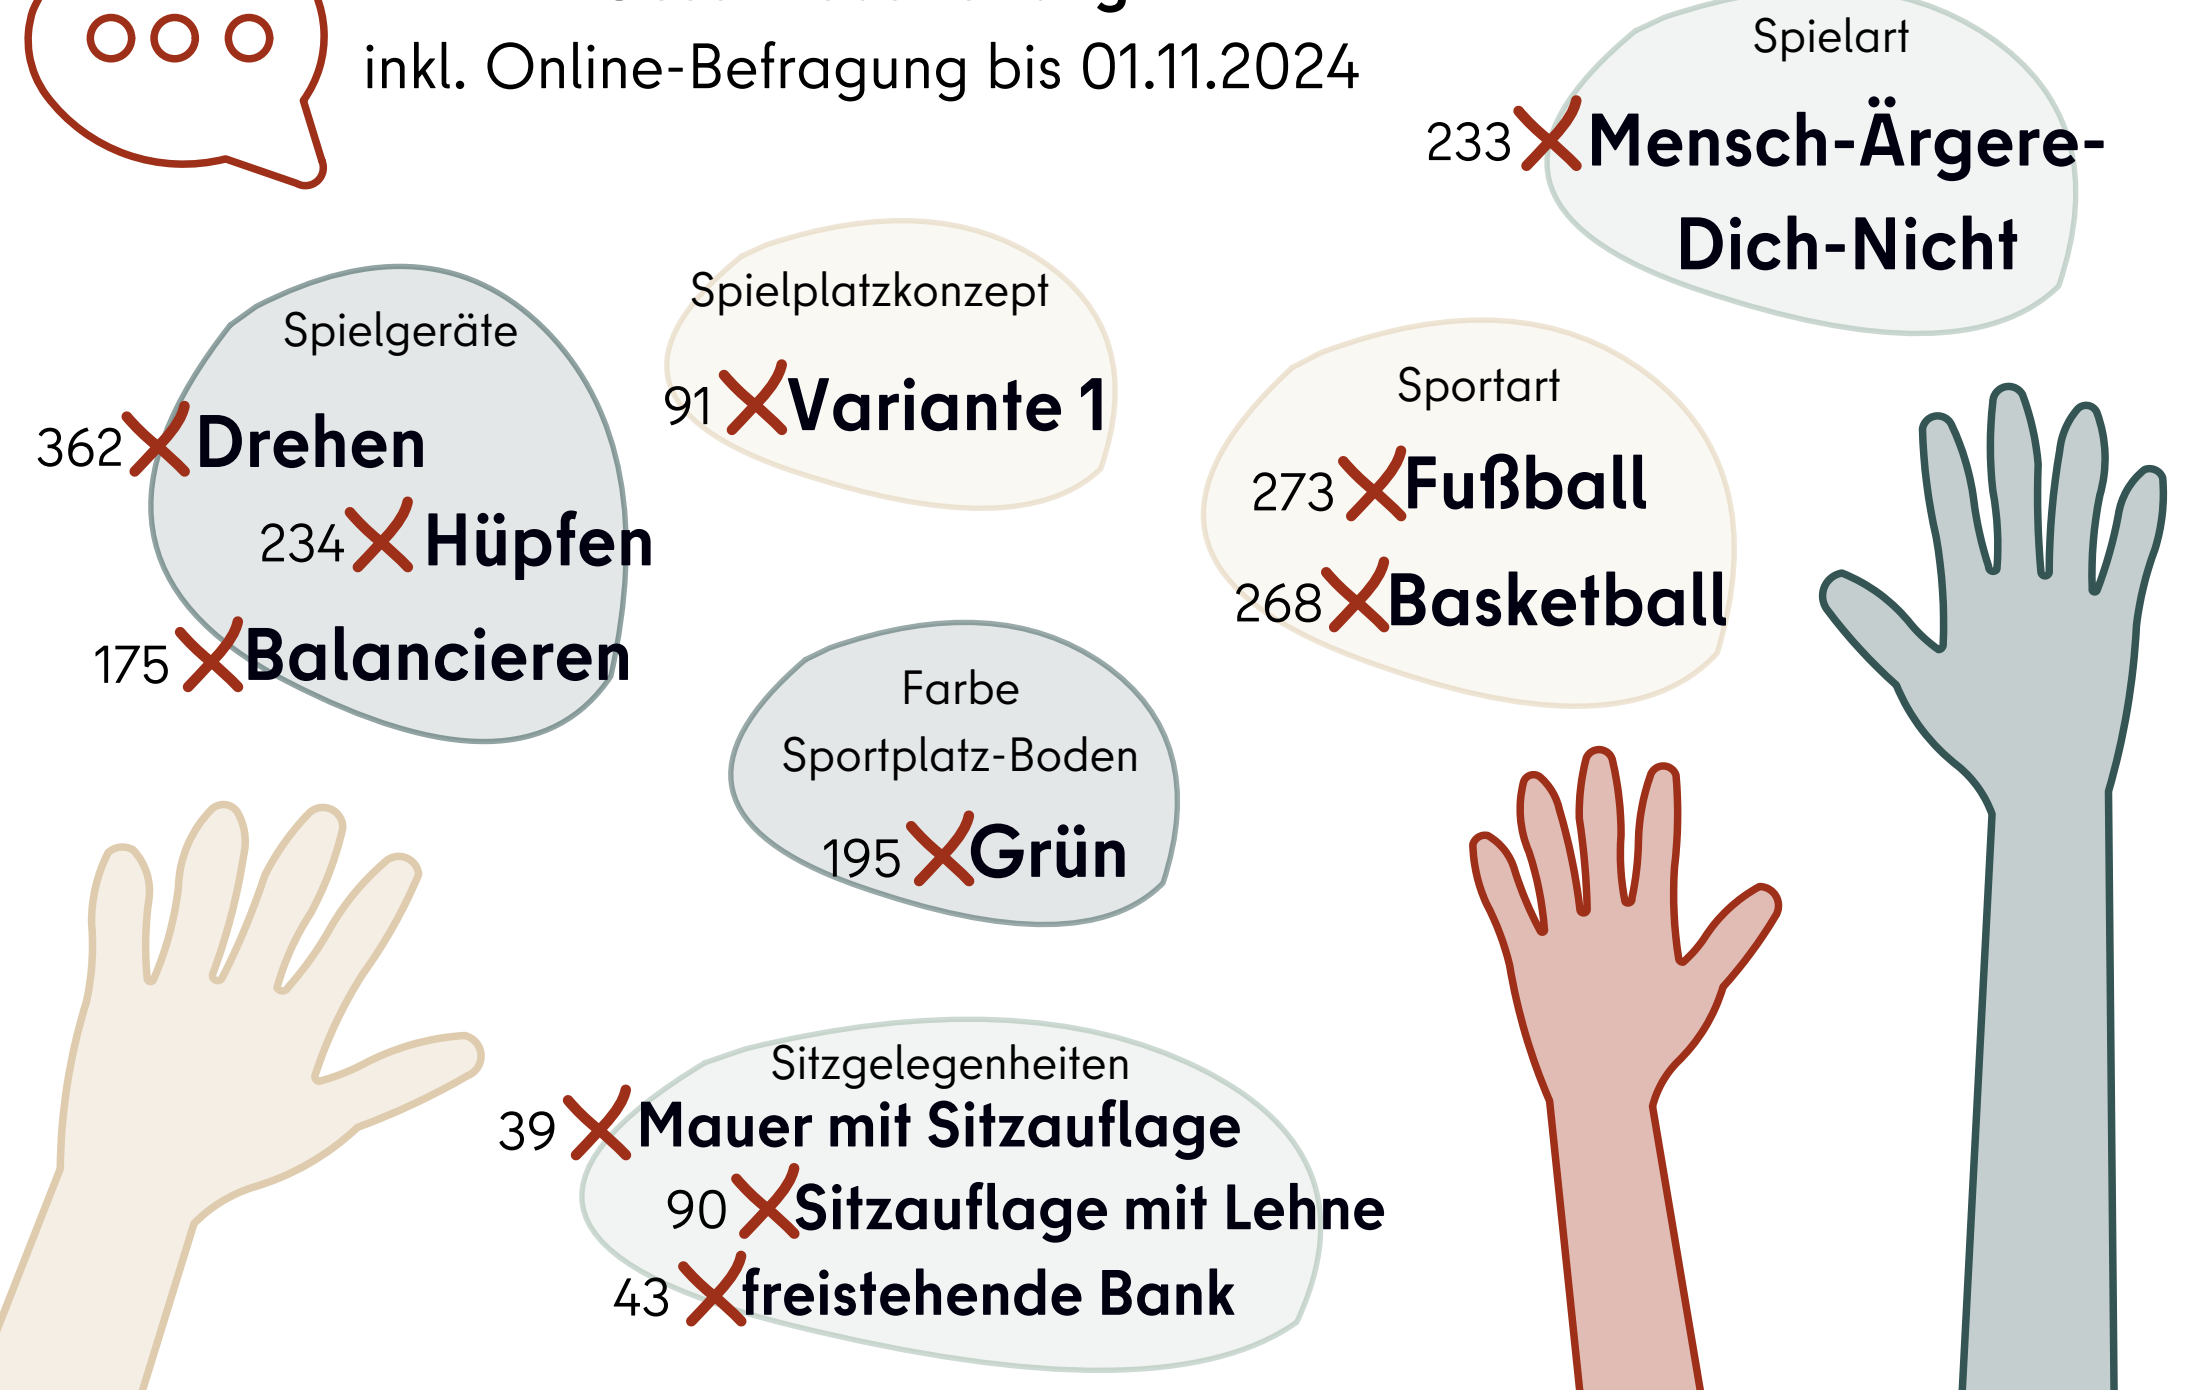 inkl. Online-Befragung bis 01.11.2024
Spielart
233 Mensch-Ärgere-
Dich-Nicht
Spielgeräte
362 Drehen
234 Hüpfen
175 Balancieren
Spielplatzkonzept
91 Variante 1
Sportart
273 Fußball
268 Basketball
Farbe
Sportplatz-Boden
195 Grün
Sitzgelegenheiten
39 Mauer mit Sitzauflage
90 Sitzauflage mit Lehne
43 freistehende Bank